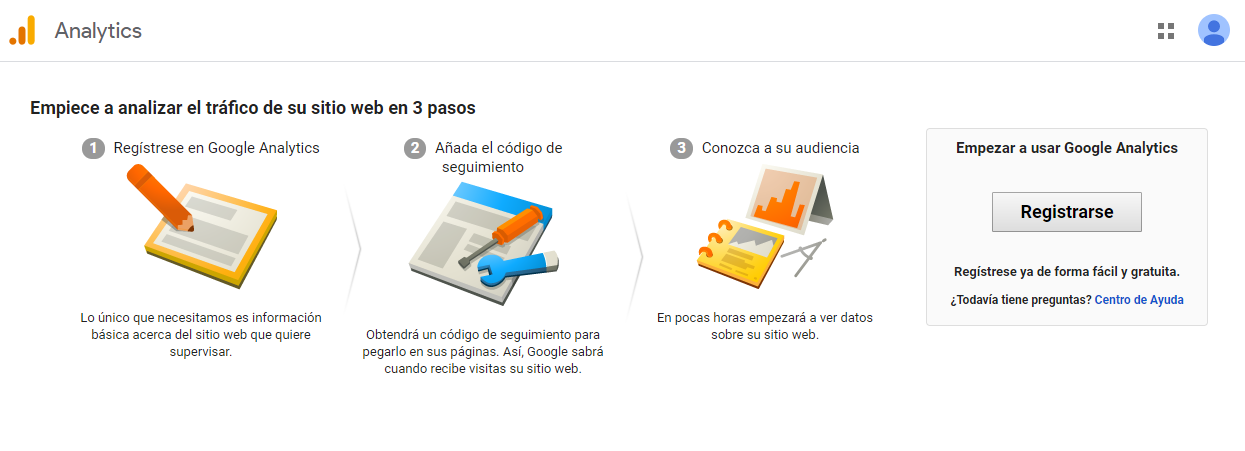 Analytics
Empiece a analizar el tráfico de su sitio web en 3 pasos
1 Regístrese en Google Analytics
2 Añada el código de
seguimiento
3 Conozca a su audiencia
Lo único que necesitamos es información
básica acerca del sitio web que quiere
supervisar.
Obtendrá un código de seguimiento para
pegarlo en sus páginas. Así, Google sabrá
cuando recibe visitas su sitio web.
En pocas horas empezará a ver datos
sobre su sitio web.
Empezar a usar Google Analytics
Registrarse
Regístrese ya de forma fácil y gratuita.
¿Todavía tiene preguntas? Centro de Ayuda